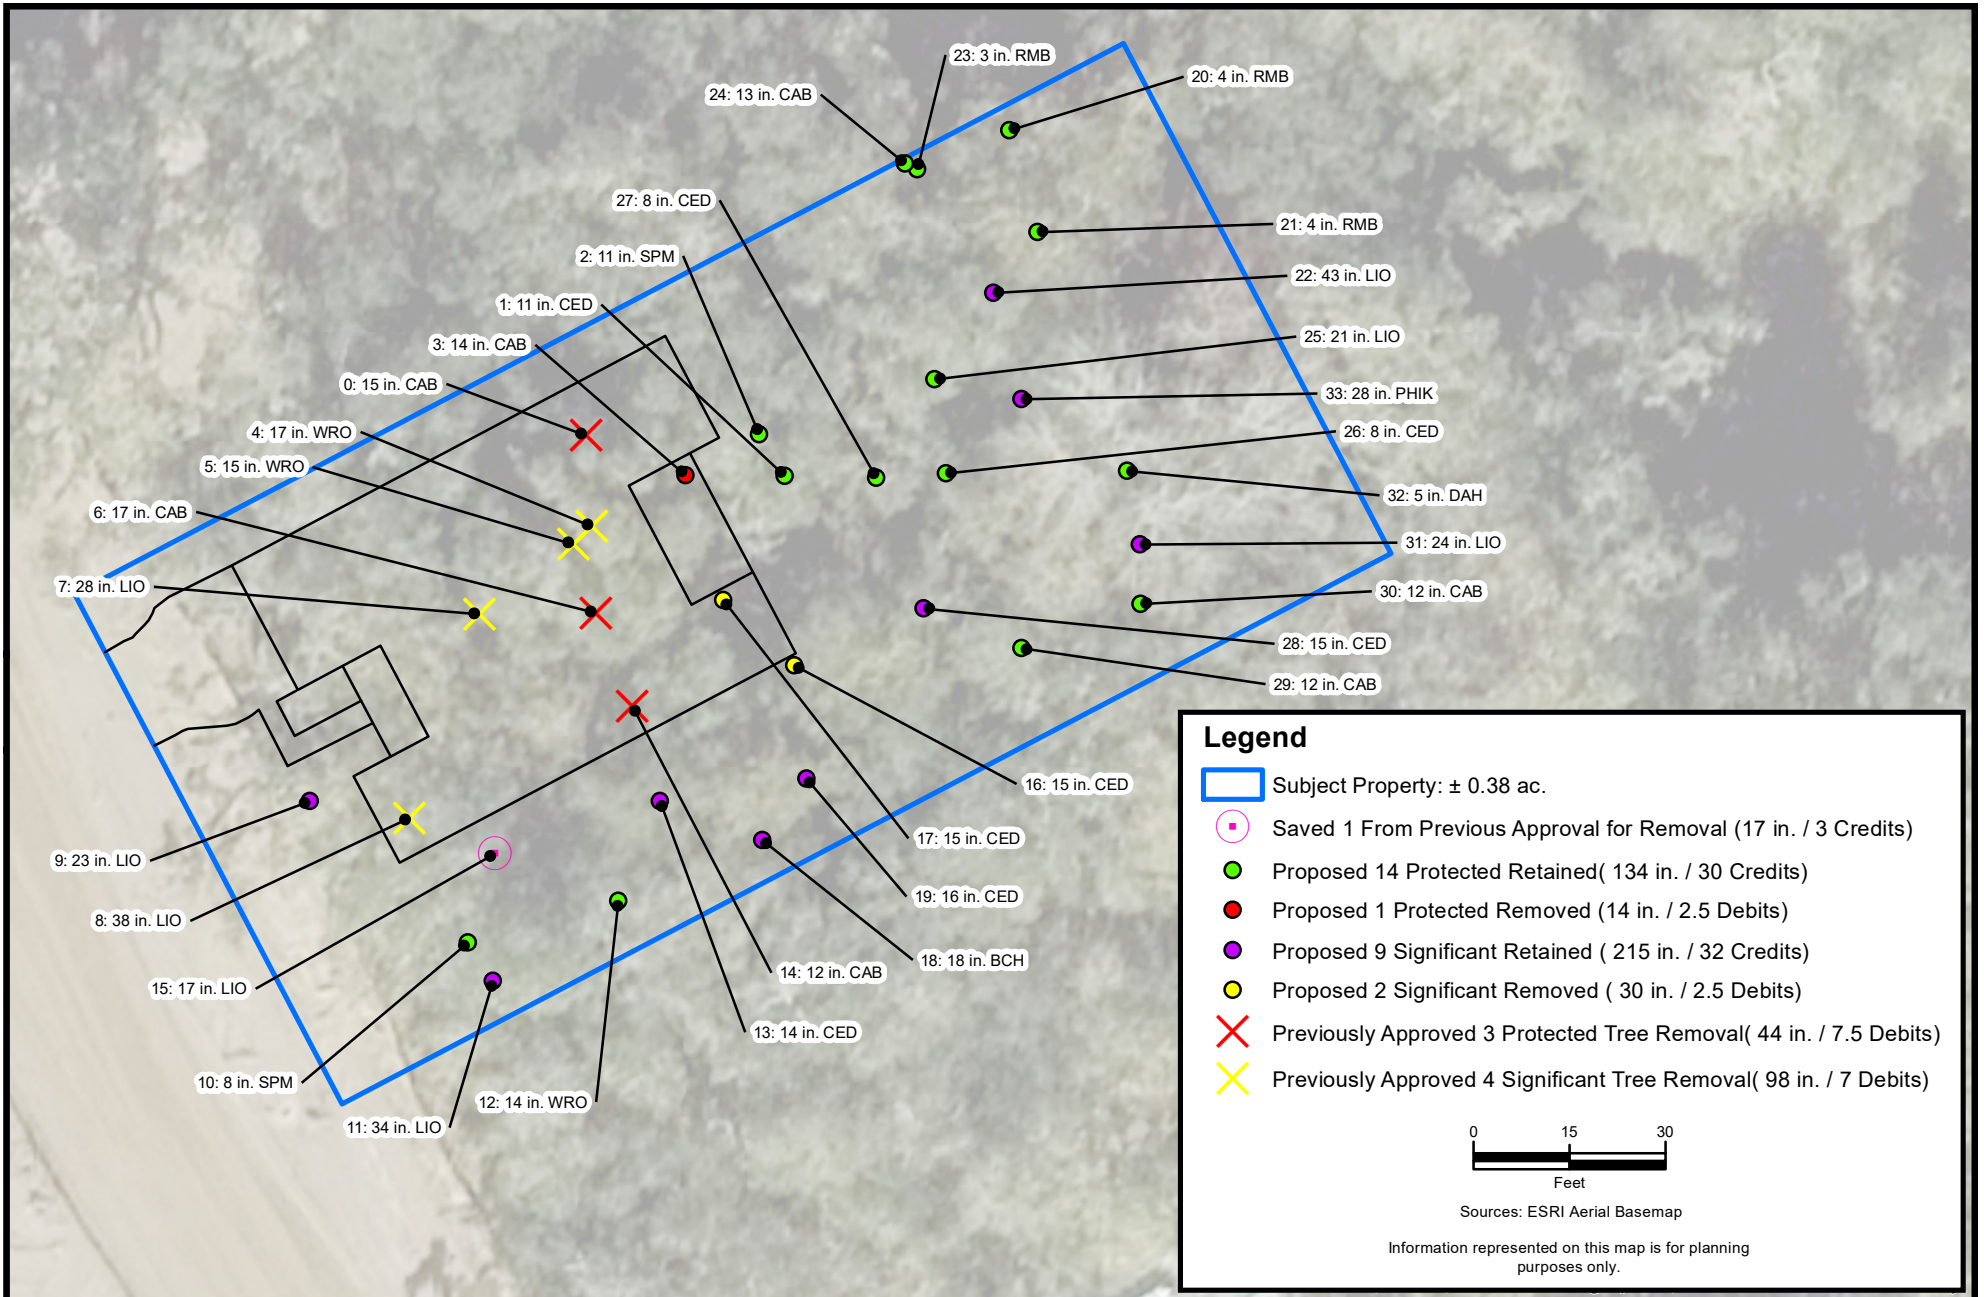 23: 3 in. RMB
20: 4 in. RMB
24: 13 in. CAB
27: 8 in. CED
21: 4 in. RMB
2: 11 in. SPM
22: 43 in. LIO
1: 11 in. CED
25: 21 in. LIO
3: 14 in. CAB
0: 15 in. CAB
33: 28 in. PHIK
4: 17 in. WRO
26: 8 in. CED
5: 15 in. WRO
32: 5 in. DAH
6: 17 in. CAB
31: 24 in. LIO
7: 28 in. LIO
30: 12 in. CAB
28: 15 in. CED
29: 12 in. CAB
16: 15 in. CED
17: 15 in. CED
9: 23 in. LIO
19: 16 in. CED
8: 38 in. LIO
18: 18 in. BCH
14: 12 in. CAB
15: 17 in. LIO
13: 14 in. CED
10: 8 in. SPM
12: 14 in. WRO
11: 34 in. LIO
Legend
Subject Property: ± 0.38 ac.
Saved 1 From Previous Approval for Removal (17 in. / 3 Credits)
Proposed 14 Protected Retained( 134 in. / 30 Credits)
Proposed 1 Protected Removed (14 in. / 2.5 Debits)
Proposed 9 Significant Retained ( 215 in. / 32 Credits)
Proposed 2 Significant Removed ( 30 in. / 2.5 Debits)
Previously Approved 3 Protected Tree Removal( 44 in. / 7.5 Debits)
Previously Approved 4 Significant Tree Removal( 98 in. / 7 Debits)
0 15 30
Feet
Sources: ESRI Aerial Basemap
Information represented on this map is for planning
purposes only.